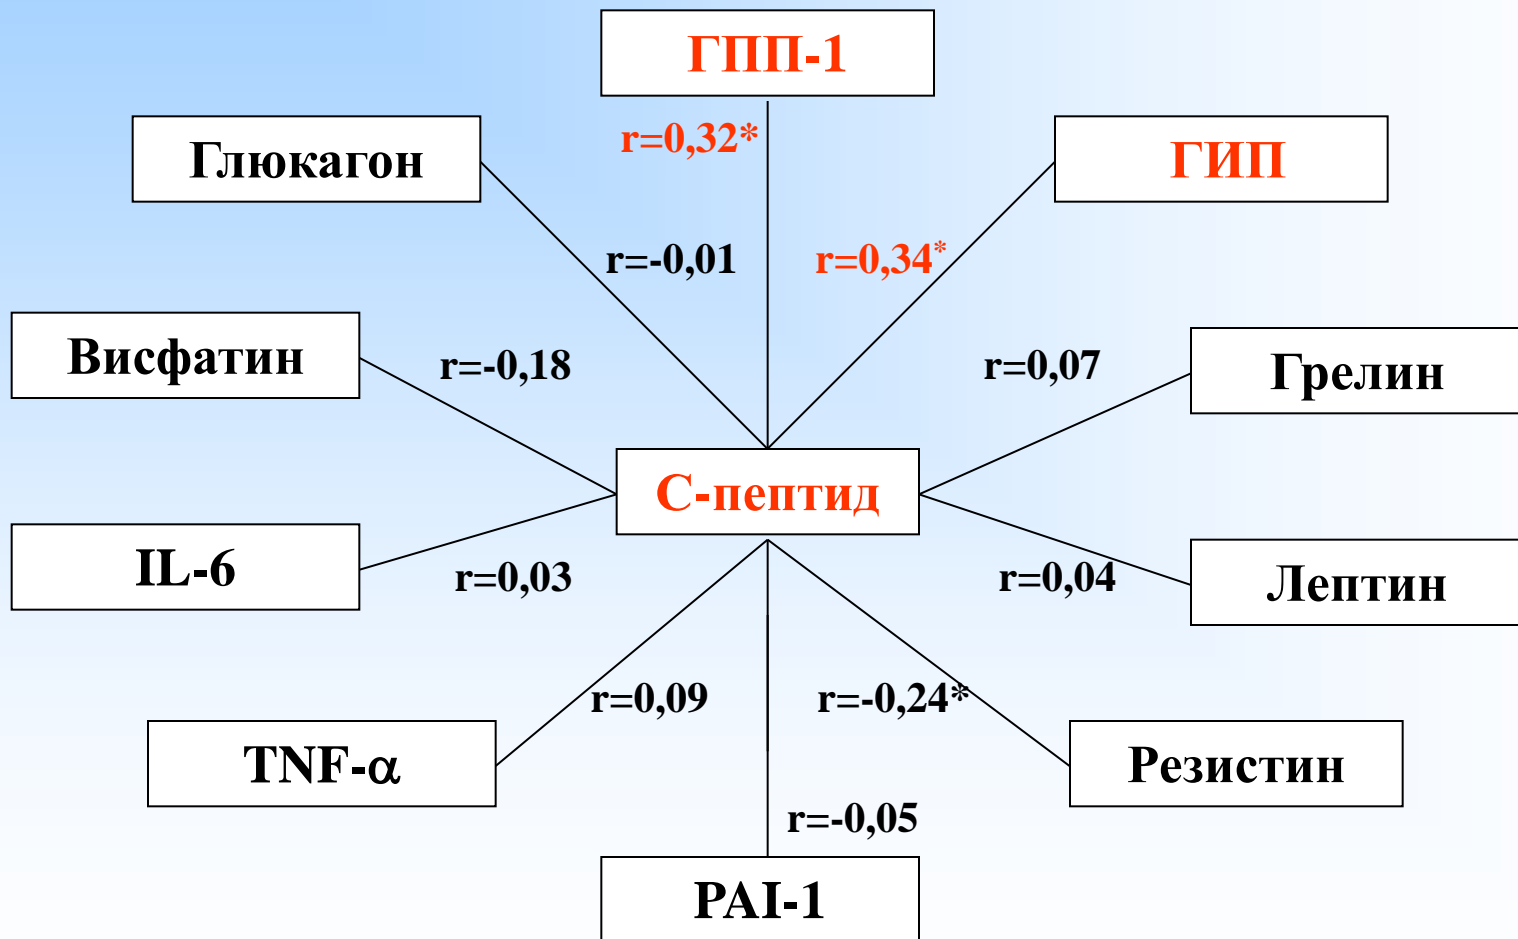 ГПП-1
r=0,32*
Глюкагон
ГИП
r=-0,01
r=0,34*
Висфатин
r=-0,18
r=0,07
Грелин
С-пептид
IL-6
r=0,03
r=0,04
Лептин
r=0,09
r=-0,24*
TNF-α
Резистин
r=-0,05
PAI-1